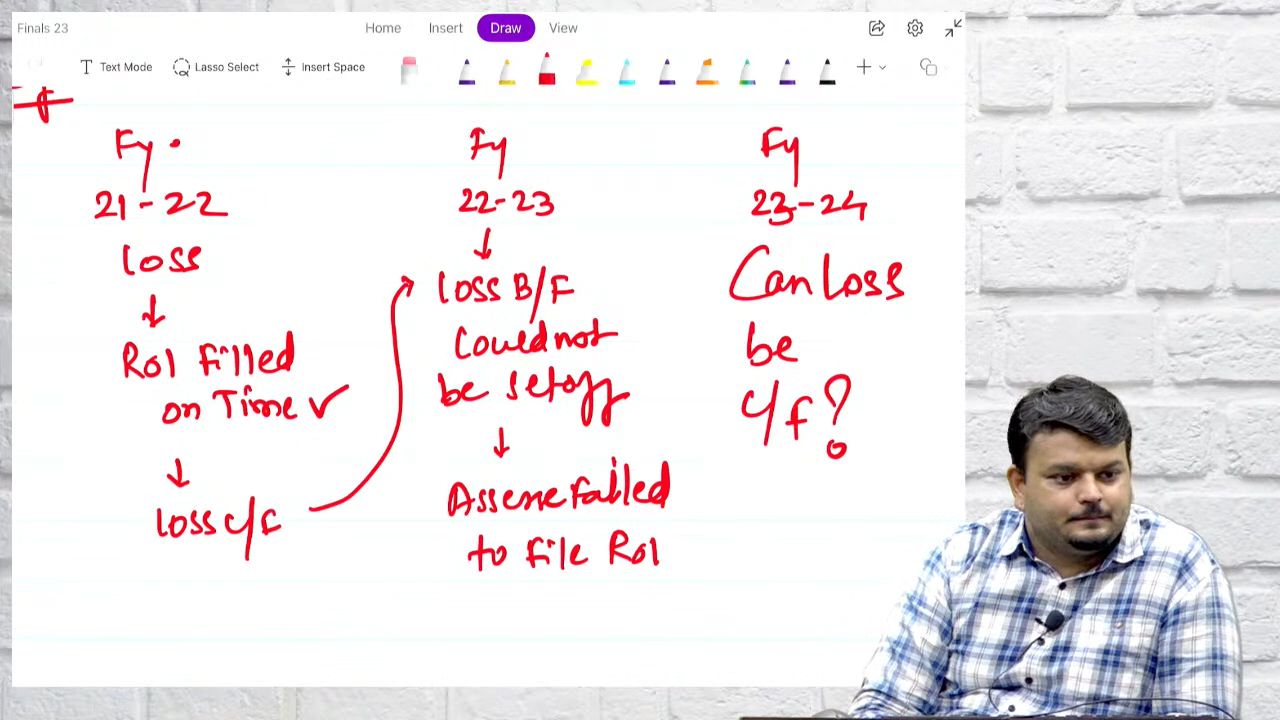 Finals 23
Home Insert Draw View
Text Mode Lasso Select Insert Space
Fy
21-22
loss
↓
RoI filled
on Time ✓
↓
loss c/F
Fy
22-23
↓
loss B/F
Could not
be setoff
↓
Assesse failled
to file RoI
Fy
23-24
Can Loss
be
c/f?